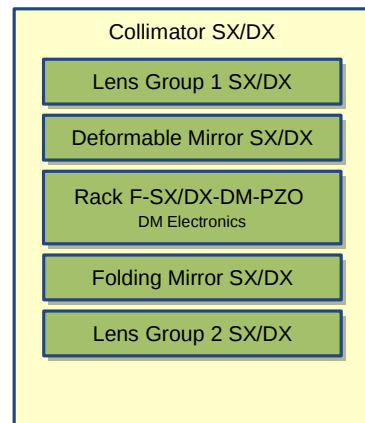 Collimator SX/DX
Lens Group 1 SX/DX
Deformable Mirror SX/DX
Rack F-SX/DX-DM-PZO
DM Electronics
Folding Mirror SX/DX
Lens Group 2 SX/DX